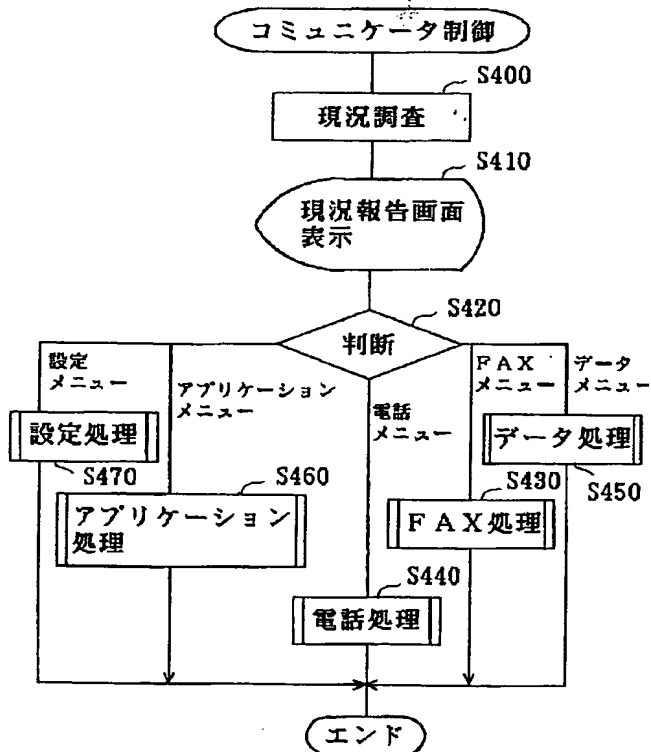 コミュニケータ制御
S400
現況調査
S410
現況報告画面
表示
S420
判断
設定
メニュー
アプリケーション
メニュー
電話
メニュー
FAX
メニュー
データ
メニュー
設定処理
S470
データ処理
S450
S460
アプリケーション
処理
S430
FAX処理
S440
電話処理
エンド